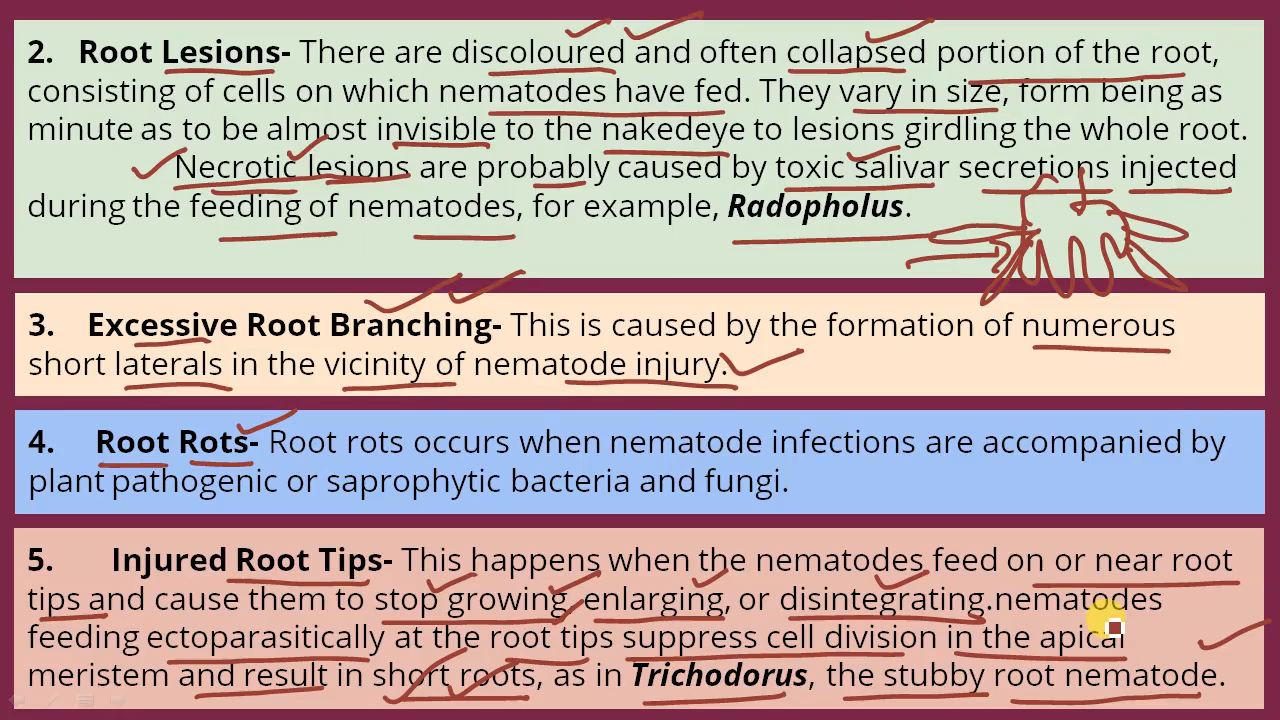 2. Root Lesions- There are discoloured and often collapsed portion of the root,
consisting of cells on which nematodes have fed. They vary in size, form being as
minute as to be almost invisible to the nakedeye to lesions girdling the whole root.
Necrotic lesions are probably caused by toxic salivar secretions injected
during the feeding of nematodes, for example, Radopholus.
3. Excessive Root Branching- This is caused by the formation of numerous
short laterals in the vicinity of nematode injury.
4. Root Rots- Root rots occurs when nematode infections are accompanied by
plant pathogenic or saprophytic bacteria and fungi.
5. Injured Root Tips- This happens when the nematodes feed on or near root
tips and cause them to stop growing, enlarging, or disintegrating.nematodes
feeding ectoparasitically at the root tips suppress cell division in the apical
meristem and result in short roots, as in Trichodorus, the stubby root nematode.